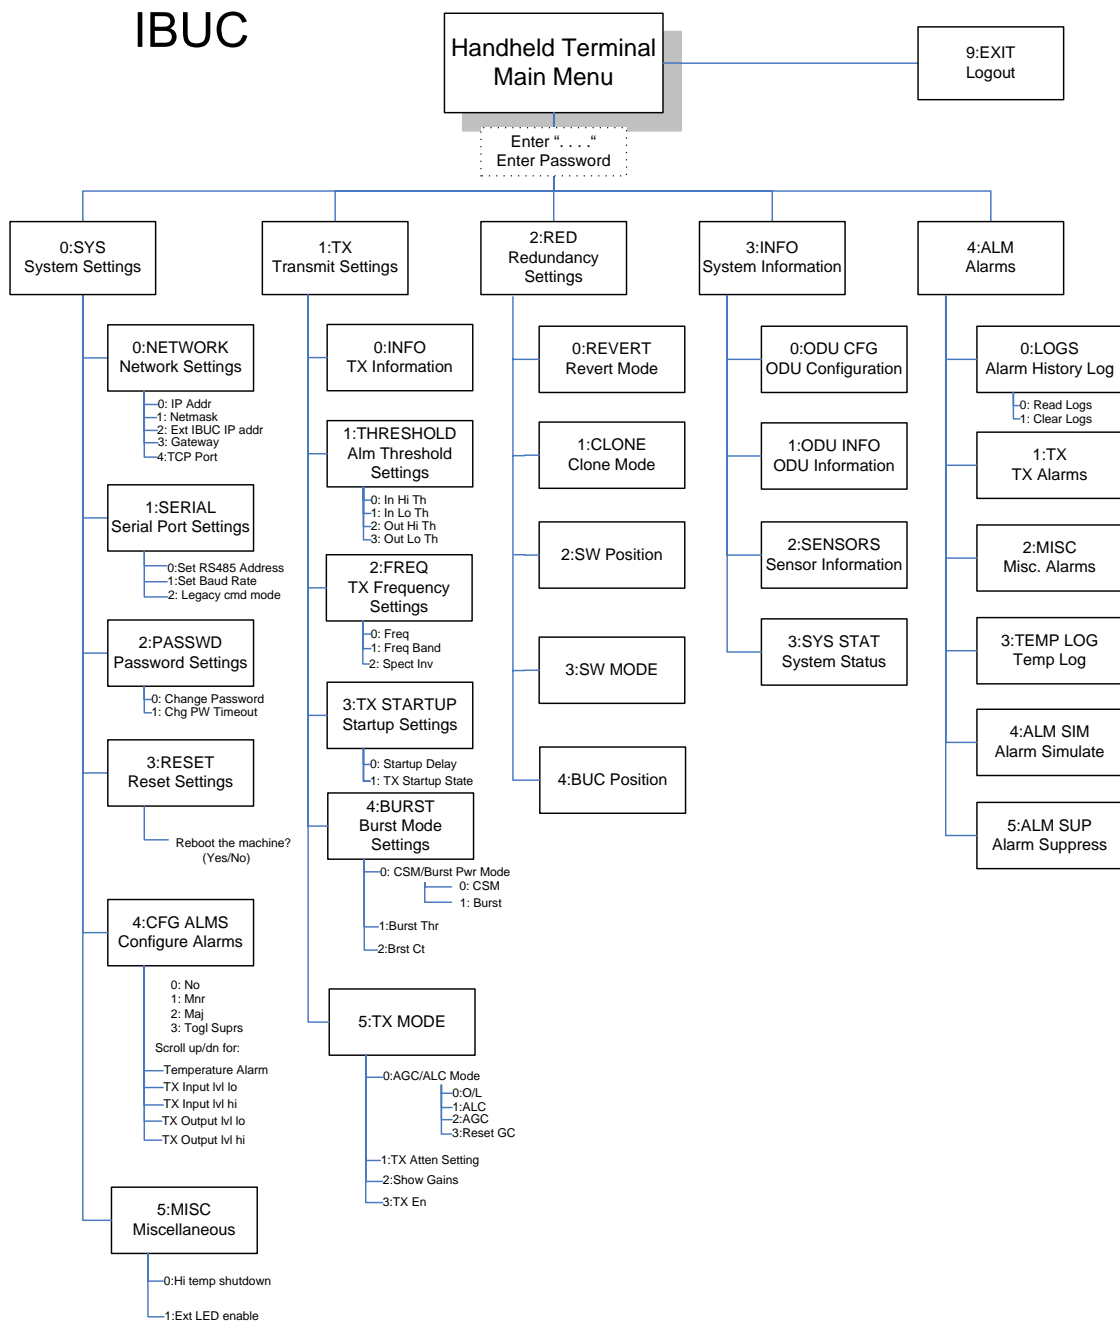 IBUC
Handheld Terminal
Main Menu
9:EXIT
Logout
Enter “. . . .“
Enter Password
0:SYS
System Settings
1:TX
Transmit Settings
2:RED
Redundancy
Settings
3:INFO
System Information
4:ALM
Alarms
0:NETWORK
Network Settings
0: IP Addr
1: Netmask
2: Ext IBUC IP addr
3: Gateway
4:TCP Port
1:SERIAL
Serial Port Settings
0:Set RS485 Address
1:Set Baud Rate
2: Legacy cmd mode
2:PASSWD
Password Settings
0: Change Password
1: Chg PW Timeout
3:RESET
Reset Settings
Reboot the machine?
(Yes/No)
4:CFG ALMS
Configure Alarms
0: No
1: Mnr
2: Maj
3: Togl Suprs
Scroll up/dn for:
Temperature Alarm
TX Input lvl lo
TX Input lvl hi
TX Output lvl lo
TX Output lvl hi
5:MISC
Miscellaneous
0:Hi temp shutdown
1:Ext LED enable
0:INFO
TX Information
1:THRESHOLD
Alm Threshold
Settings
0: In Hi Th
1: In Lo Th
2: Out Hi Th
3: Out Lo Th
2:FREQ
TX Frequency
Settings
0: Freq
1: Freq Band
2: Spect Inv
3:TX STARTUP
Startup Settings
0: Startup Delay
1: TX Startup State
4:BURST
Burst Mode
Settings
0: CSM/Burst Pwr Mode
0: CSM
1: Burst
1:Burst Thr
2:Brst Ct
5:TX MODE
0:AGC/ALC Mode
0:O/L
1:ALC
2:AGC
3:Reset GC
1:TX Atten Setting
2:Show Gains
3:TX En
0:REVERT
Revert Mode
1:CLONE
Clone Mode
2:SW Position
3:SW MODE
4:BUC Position
0:ODU CFG
ODU Configuration
1:ODU INFO
ODU Information
2:SENSORS
Sensor Information
3:SYS STAT
System Status
0:LOGS
Alarm History Log
0: Read Logs
1: Clear Logs
1:TX
TX Alarms
2:MISC
Misc. Alarms
3:TEMP LOG
Temp Log
4:ALM SIM
Alarm Simulate
5:ALM SUP
Alarm Suppress